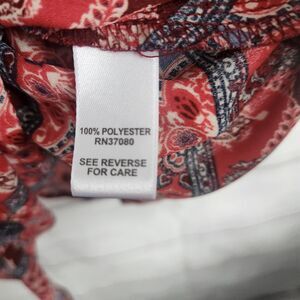 100% POLYESTER
RN37080
SEE REVERSE
FOR CARE